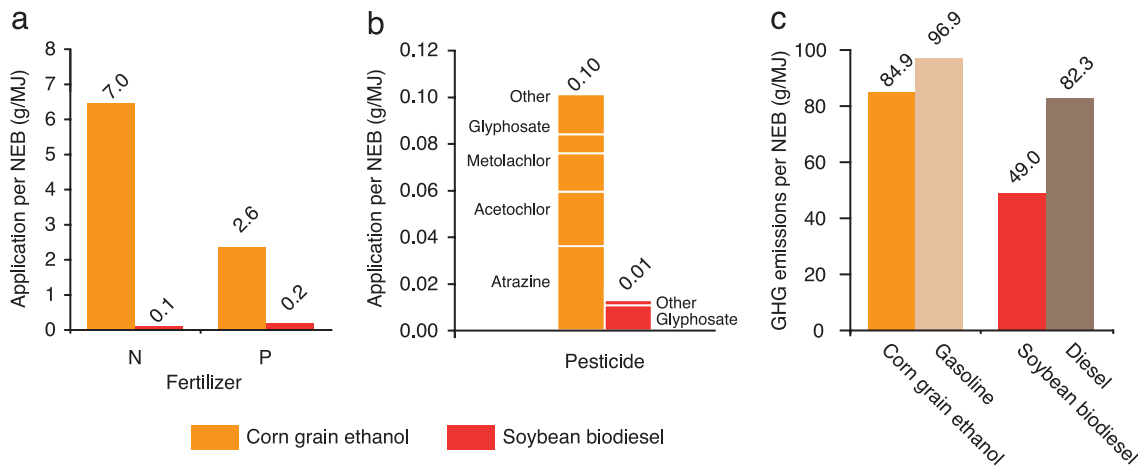 a
Application per NEB (g/MJ)
8
7
6
5
4
3
2
1
0
7.0
0.1
2.6
0.2
N
P
Fertilizer
b
Application per NEB (g/MJ)
0.12
0.10
0.08
0.06
0.04
0.02
0.00
0.10
Other
Glyphosate
Metolachlor
Acetochlor
Atrazine
0.01
Other
Glyphosate
Pesticide
c
GHG emissions per NEB (g/MJ)
100
80
60
40
20
0
84.9
96.9
49.0
82.3
Corn grain ethanol
Gasoline
Soybean biodiesel
Diesel
Corn grain ethanol
Soybean biodiesel